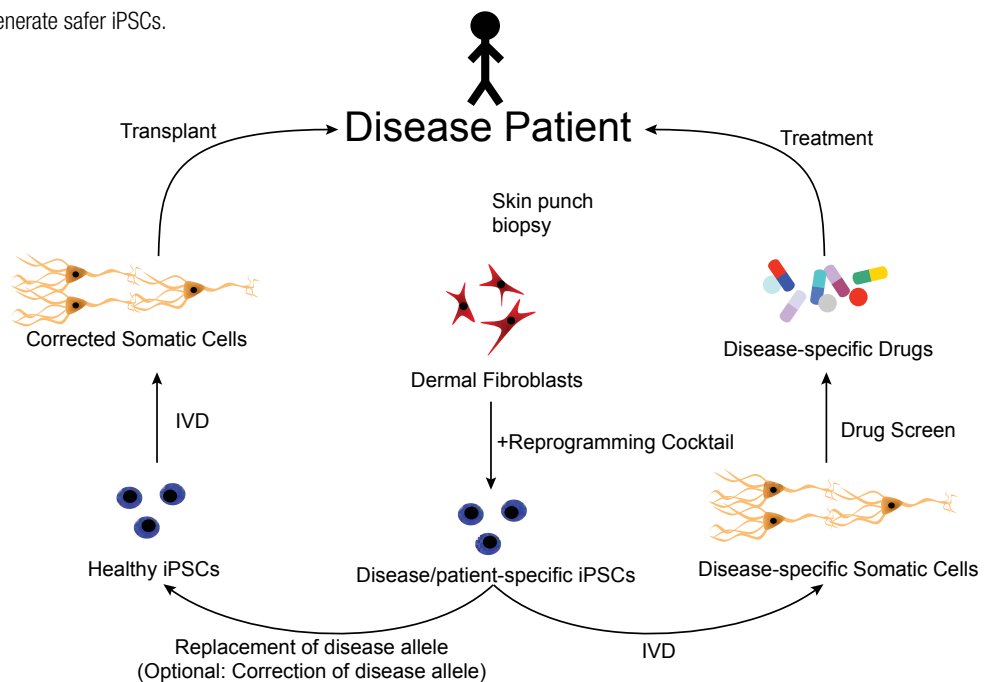 enerate safer iPSCs.
Disease Patient
Transplant
Treatment
Skin punch
biopsy
Corrected Somatic Cells
Dermal Fibroblasts
Disease-specific Drugs
IVD
+Reprogramming Cocktail
Drug Screen
Healthy iPSCs
Disease/patient-specific iPSCs
Disease-specific Somatic Cells
Replacement of disease allele
(Optional: Correction of disease allele)
IVD